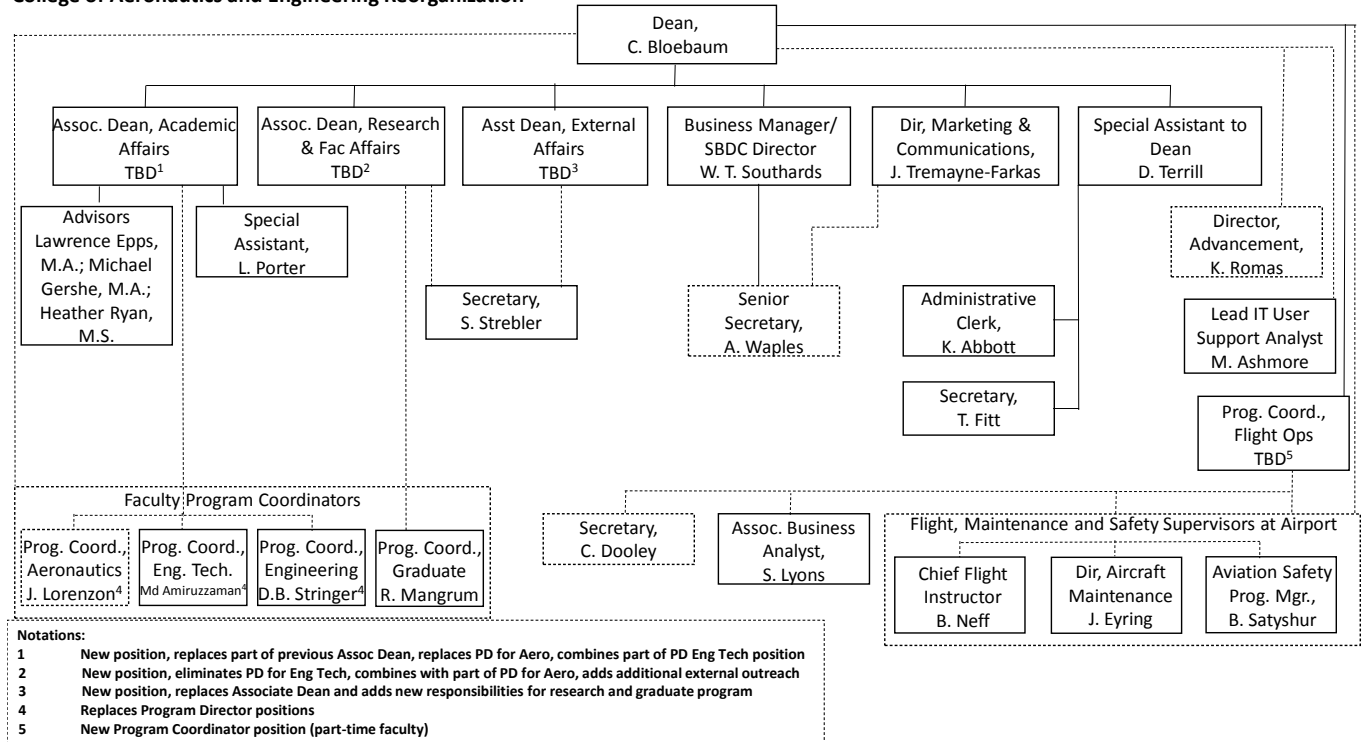 College of Aeronautics and Engineering Reorganization
Dean,
C. Bloebaum
Assoc. Dean, Academic
Affairs
TBD1
Assoc. Dean, Research
& Fac Affairs
TBD2
Asst Dean, External
Affairs
TBD3
Business Manager/
SBDC Director
W. T. Southards
Dir, Marketing &
Communications,
J. Tremayne-Farkas
Special Assistant to
Dean
D. Terrill
Advisors
Lawrence Epps,
M.A.; Michael
Gershe, M.A.;
Heather Ryan,
M.S.
Special
Assistant,
L. Porter
Secretary,
S. Strebler
Senior
Secretary,
A. Waples
Administrative
Clerk,
K. Abbott
Secretary,
T. Fitt
Director,
Advancement,
K. Romas
Lead IT User
Support Analyst
M. Ashmore
Prog. Coord.,
Flight Ops
TBD5
Faculty Program Coordinators
Prog. Coord.,
Aeronautics
J. Lorenzon4
Prog. Coord.,
Eng. Tech.
Md Amiruzzaman4
Prog. Coord.,
Engineering
D.B. Stringer4
Prog. Coord.,
Graduate
R. Mangrum
Secretary,
C. Dooley
Assoc. Business
Analyst,
S. Lyons
Flight, Maintenance and Safety Supervisors at Airport
Chief Flight
Instructor
B. Neff
Dir, Aircraft
Maintenance
J. Eyring
Aviation Safety
Prog. Mgr.,
B. Satyshur
Notations:
1 New position, replaces part of previous Assoc Dean, replaces PD for Aero, combines part of PD Eng Tech position
2 New position, eliminates PD for Eng Tech, combines with part of PD for Aero, adds additional external outreach
3 New position, replaces Associate Dean and adds new responsibilities for research and graduate program
4 Replaces Program Director positions
5 New Program Coordinator position (part-time faculty)